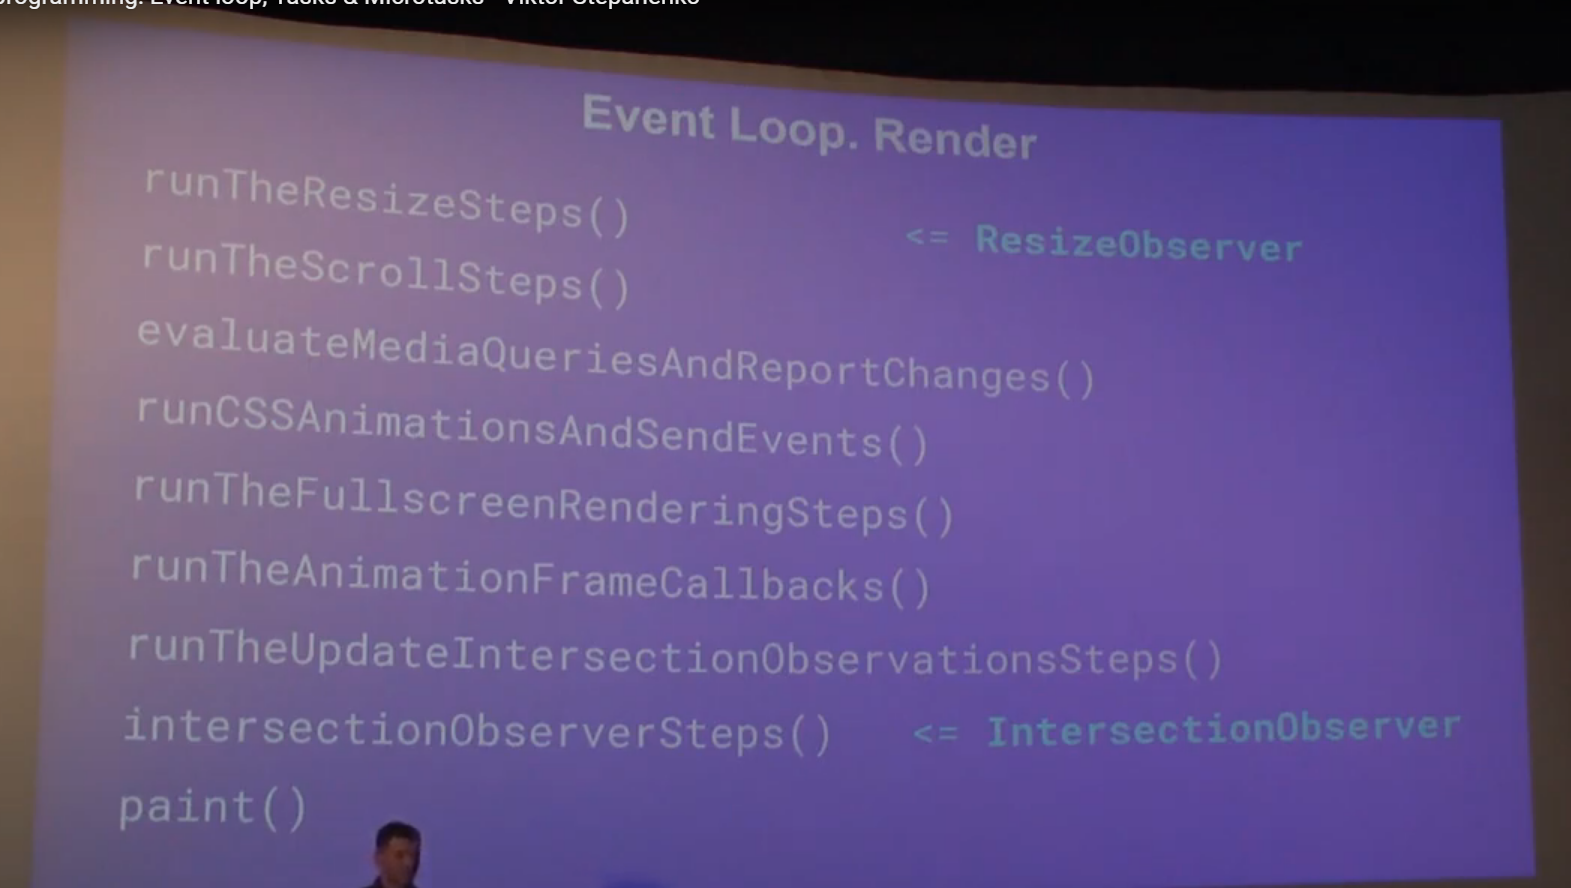 programming: Event loop, Tasks & Microtasks - Viktor Stepanenko
Event Loop. Render
runTheResizeSteps()
<= ResizeObserver
runTheScrollSteps()
evaluateMediaQueriesAndReportChanges()
runCSSAnimationsAndSendEvents()
runTheFullscreenRenderingSteps()
runTheAnimationFrameCallbacks()
runTheUpdateIntersectionObservationsSteps()
intersectionObserverSteps() <= IntersectionObserver
paint()